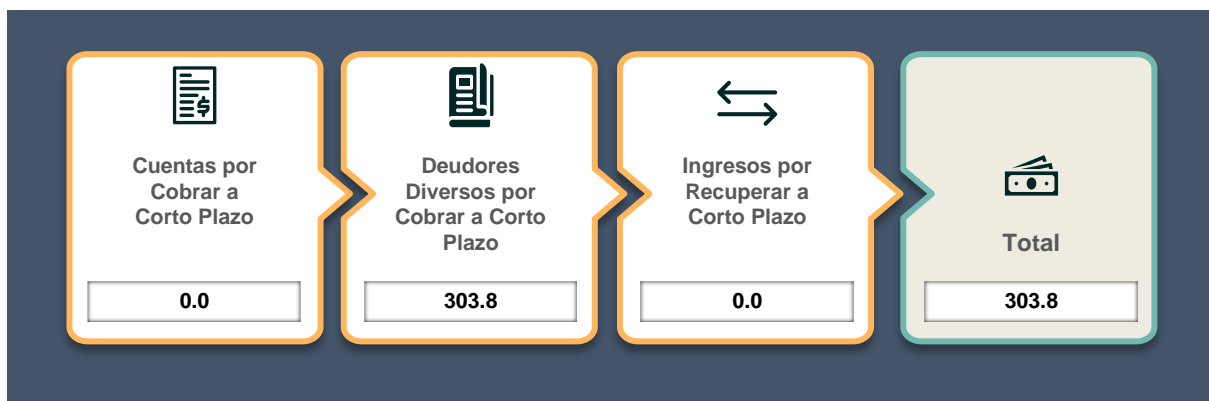 Cuentas por
Cobrar a
Corto Plazo
0.0
Deudores
Diversos por
Cobrar a Corto
Plazo
303.8
Ingresos por
Recuperar a
Corto Plazo
0.0
Total
303.8